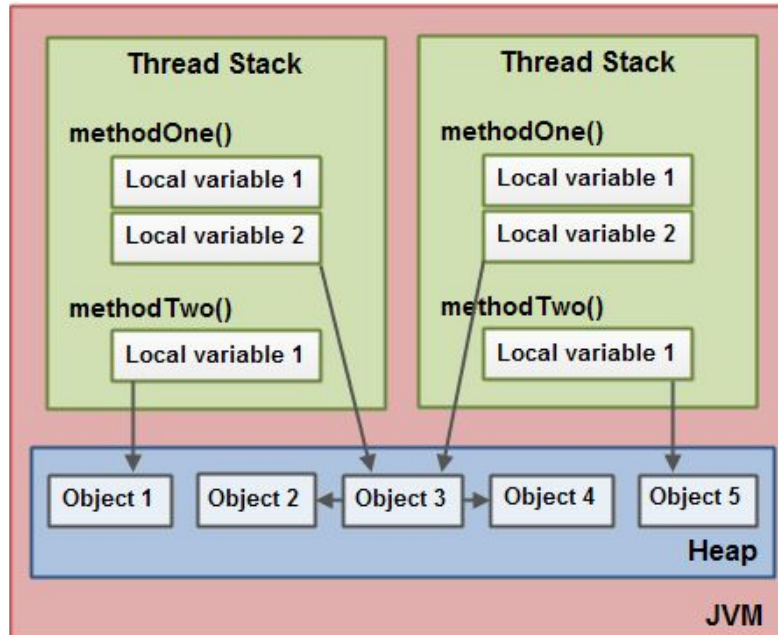 Thread Stack
methodOne()
Local variable 1
Local variable 2
methodTwo()
Local variable 1
Thread Stack
methodOne()
Local variable 1
Local variable 2
methodTwo()
Local variable 1
Object 1
Object 2
Object 3
Object 4
Object 5
Heap
JVM